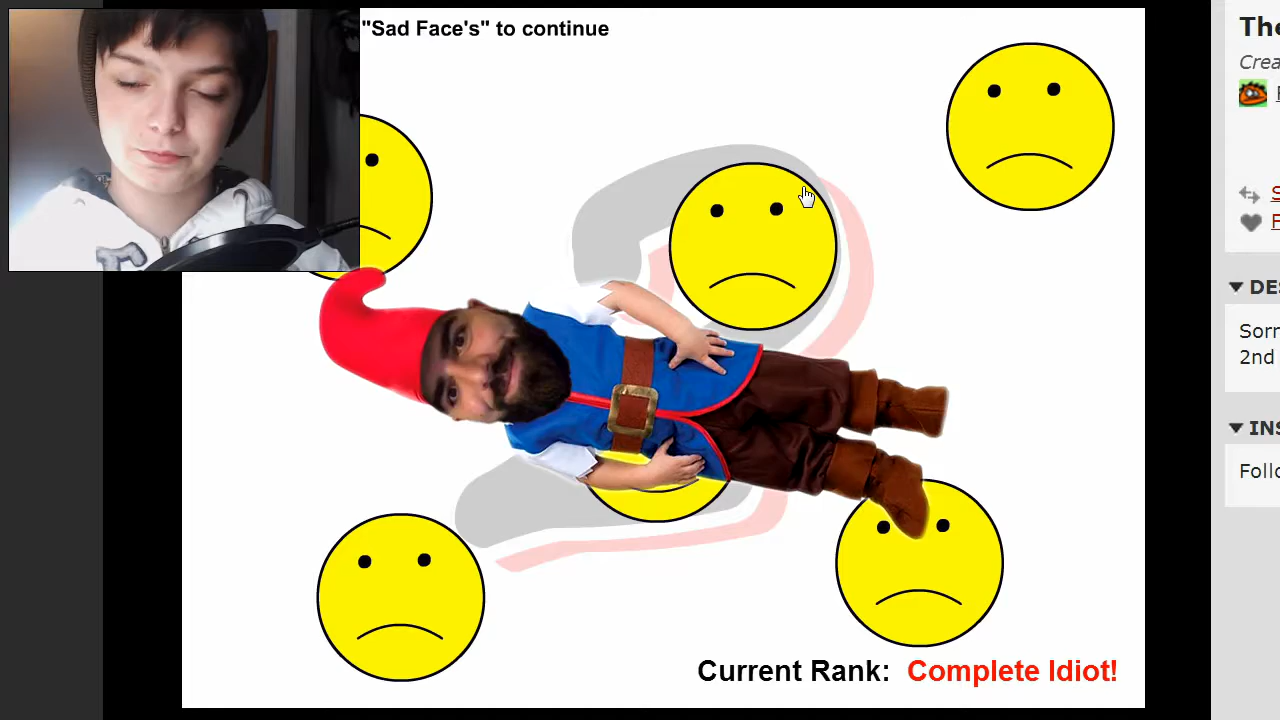 "Sad Face's" to continue
The
Crea
S
F
DES
Sorr
2nd
INS
Follo
Current Rank: Complete Idiot!